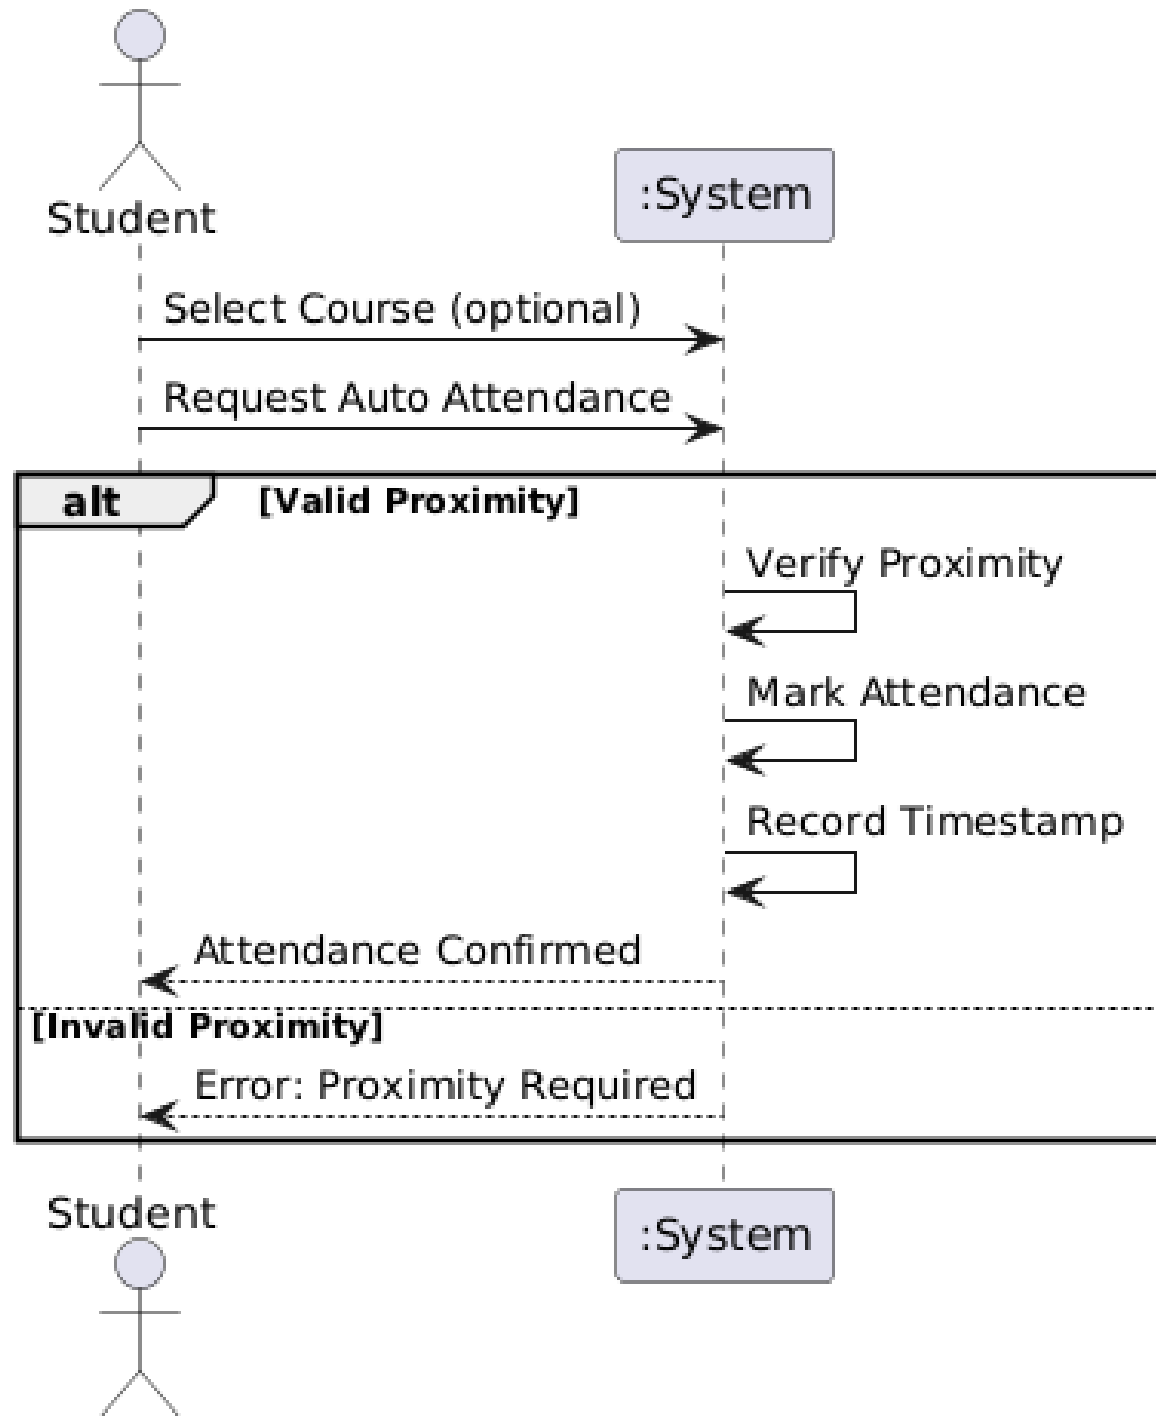 Student
:System
Select Course (optional)
Request Auto Attendance
alt
[Valid Proximity]
Verify Proximity
Mark Attendance
Record Timestamp
Attendance Confirmed
[Invalid Proximity]
Error: Proximity Required
Student
:System